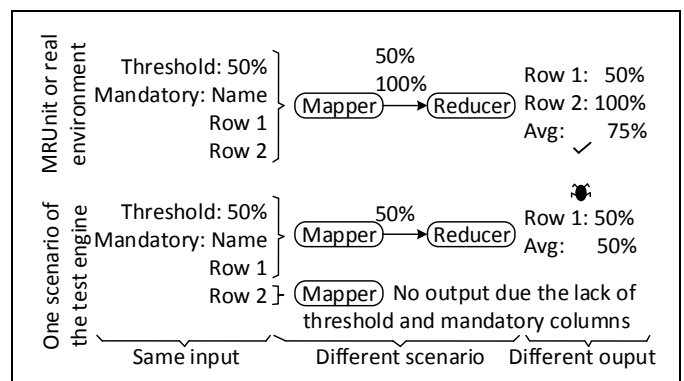 MRUnit or real
environment
Threshold: 50%
Mandatory: Name
Row 1
Row 2
Mapper
50%
100%
Reducer
Row 1: 50%
Row 2: 100%
Avg: 75%
One scenario of
the test engine
Threshold: 50%
Mandatory: Name
Row 1
Row 2
Mapper
50%
Reducer
Row 1: 50%
Avg: 50%
Mapper No output due the lack of
threshold and mandatory columns
Same input
Different scenario
Different ouput